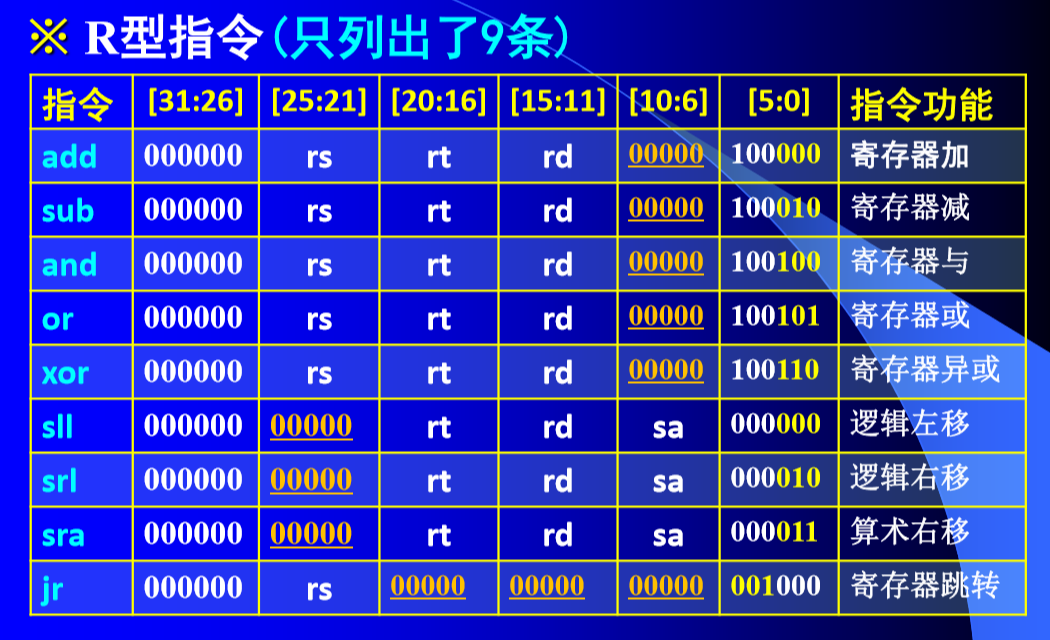 ※ R型指令(只列出了9条)
指令 [31:26] [25:21] [20:16] [15:11] [10:6] [5:0] 指令功能
add 000000 rs rt rd 00000 100000 寄存器加
sub 000000 rs rt rd 00000 100010 寄存器减
and 000000 rs rt rd 00000 100100 寄存器与
or 000000 rs rt rd 00000 100101 寄存器或
xor 000000 rs rt rd 00000 100110 寄存器异或
sll 000000 00000 rt rd sa 000000 逻辑左移
srl 000000 00000 rt rd sa 000010 逻辑右移
sra 000000 00000 rt rd sa 000011 算术右移
jr 000000 rs 00000 00000 00000 001000 寄存器跳转